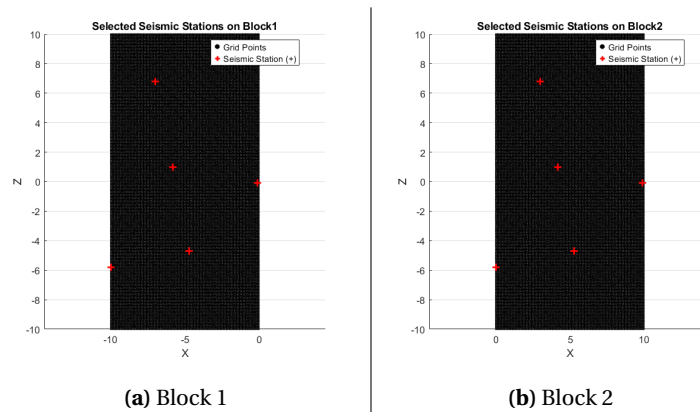 Selected Seismic Stations on Block1
Grid Points
Seismic Station (+)
10
8
6
4
2
0
-2
-4
-6
-8
-10
Z
-10
-5
0
X
(a) Block 1
Selected Seismic Stations on Block2
Grid Points
Seismic Station (+)
10
8
6
4
2
0
-2
-4
-6
-8
-10
Z
0
5
10
X
(b) Block 2